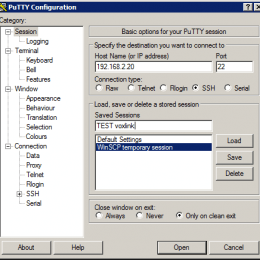 PuTTY Configuration
Category:
Session
Logging
Terminal
Keyboard
Bell
Features
Window
Appearance
Behaviour
Translation
Selection
Colours
Connection
Data
Proxy
Telnet
Rlogin
SSH
Serial
Basic options for your PuTTY session
Specify the destination you want to connect to
Host Name (or IP address) Port
192.168.2.20 22
Connection type:
Raw Telnet Rlogin SSH Serial
Load, save or delete a stored session
Saved Sessions
TEST voxlink
Default Settings
WinSCP temporary session
Load
Save
Delete
Close window on exit:
Always Never Only on clean exit
About Help Open Cancel